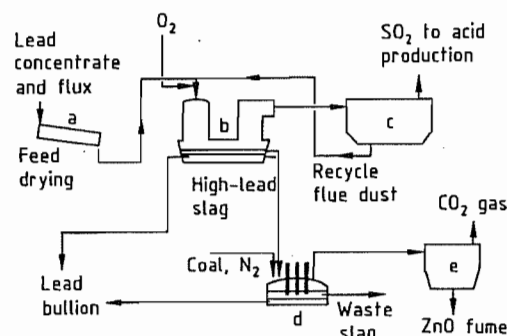 O₂
SO₂ to acid
production
Lead
concentrate
and flux
a
b
c
Feed
drying
High-lead
slag
Recycle
flue dust
CO₂ gas
Coal, N₂
e
Lead
bullion
d
Waste
slag
ZnO fume